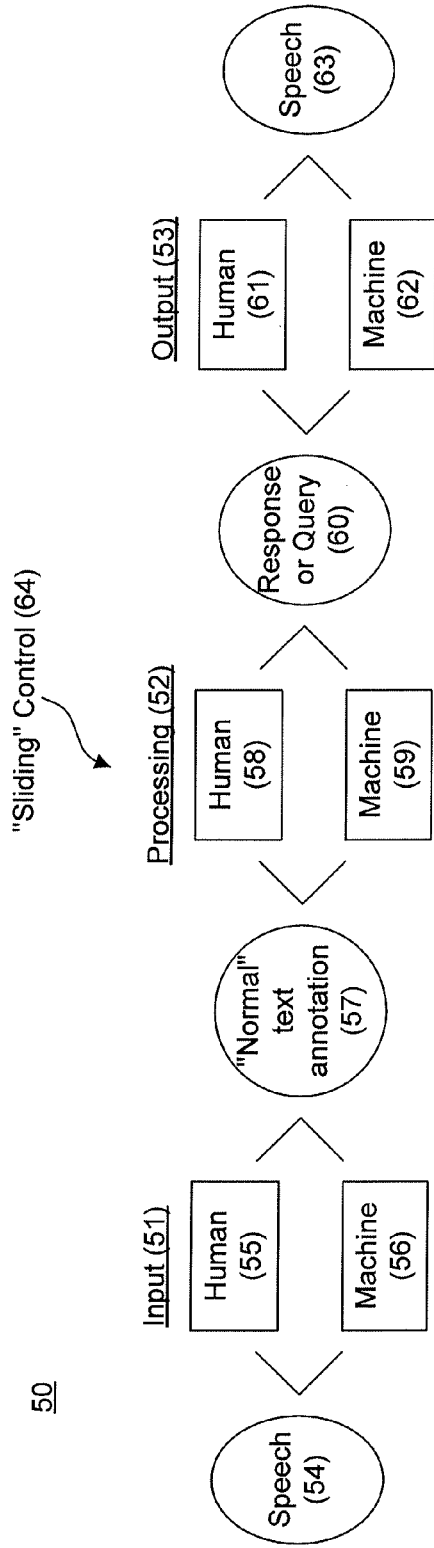 50
"Sliding" Control (64)
Input (51)
Processing (52)
Output (53)
Speech
(54)
Human
(55)
Machine
(56)
"Normal"
text
annotation
(57)
Human
(58)
Machine
(59)
Response
or Query
(60)
Human
(61)
Machine
(62)
Speech
(63)